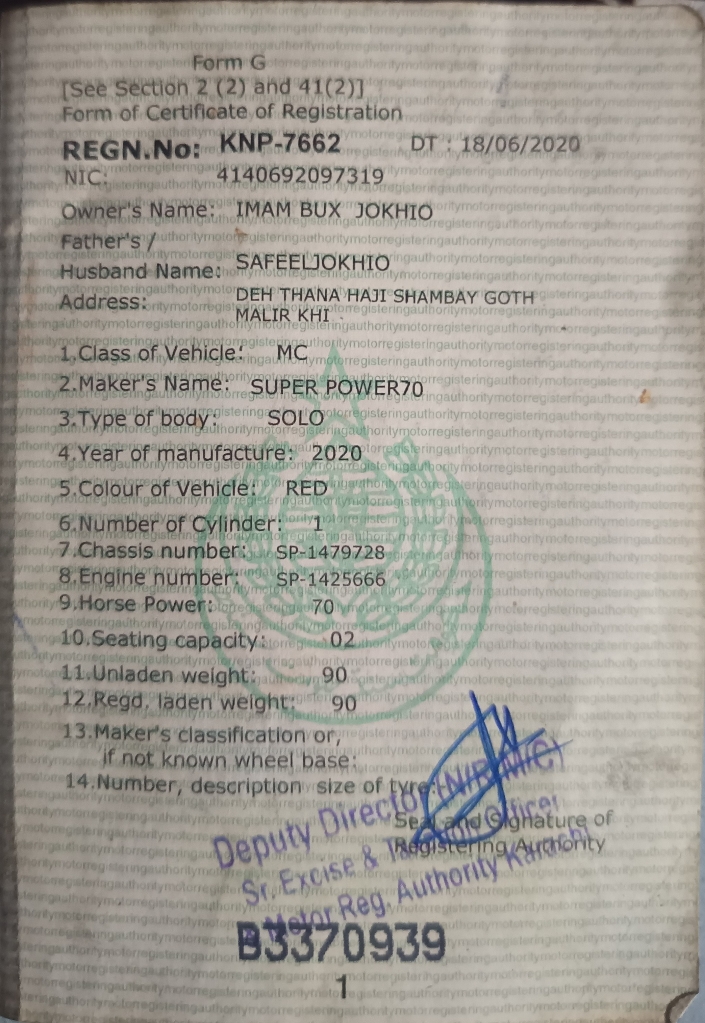 Form G
[See Section 2 (2) and 41(2)]
Form of Certificate of Registration
REGN.No: KNP-7662 DT : 18/06/2020
NIC: 4140692097319
Owner's Name: IMAM BUX JOKHIO
Father's /
Husband Name: SAFEELJOKHIO
Address: DEH THANA HAJI SHAMBAY GOTH
MALIR KHI
1,Class of Vehicle: MC
2.Maker's Name: SUPER POWER70
3.Type of body: SOLO
4.Year of manufacture: 2020
5.Colour of Vehicle: RED
6.Number of Cylinder: 1
7.Chassis number: SP-1479728
8.Engine number: SP-1425666
9.Horse Power: 70
10.Seating capacity: 02
11.Unladen weight: 90
12.Regd. laden weight: 90
13.Maker's classification or,
if not known wheel base:
14.Number, description size of tyre:
Seal and Signature of
Registering Authority
Deputy Director
Sr. Excise & Officer
Motor Reg. Authority Karachi
B3370939
1